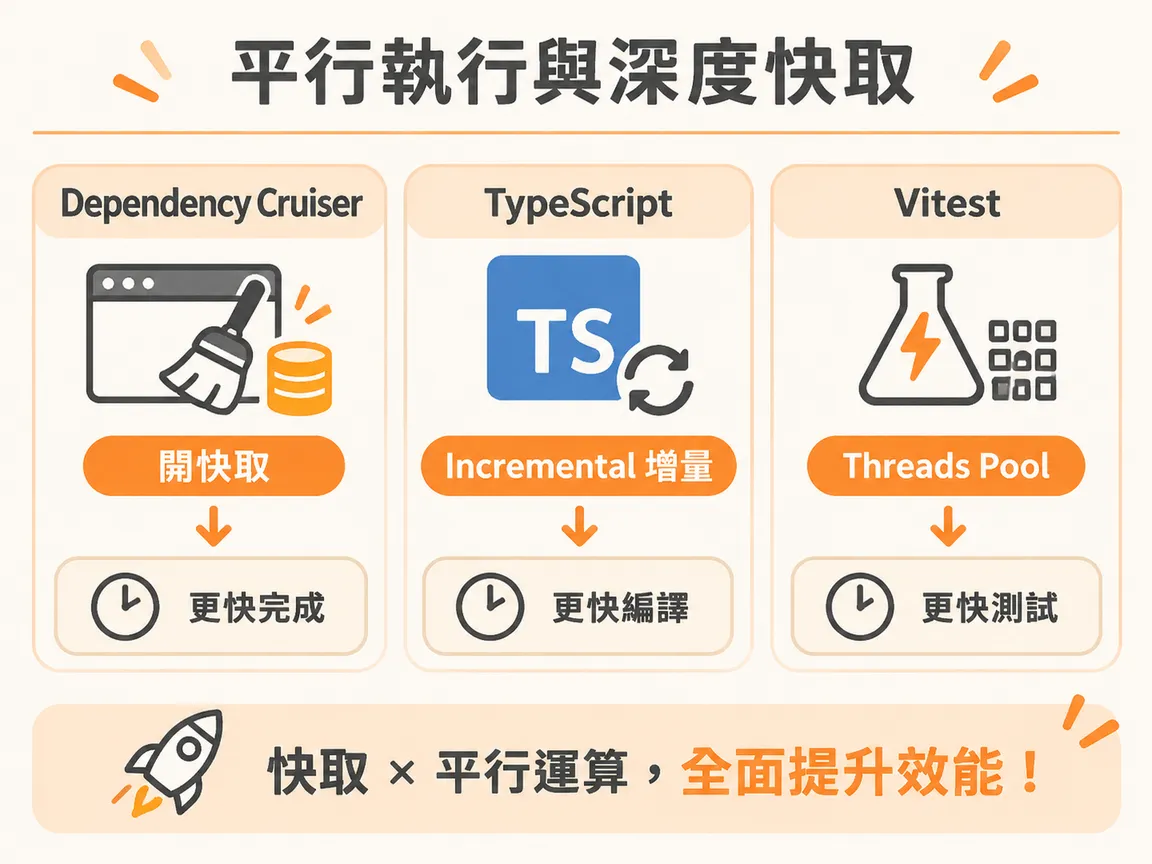 平行執行與深度快取
Dependency Cruiser
TypeScript
Vitest
TS
開快取
Incremental 增量
Threads Pool
更快完成
更快編譯
更快測試
快取 × 平行運算，全面提升效能！